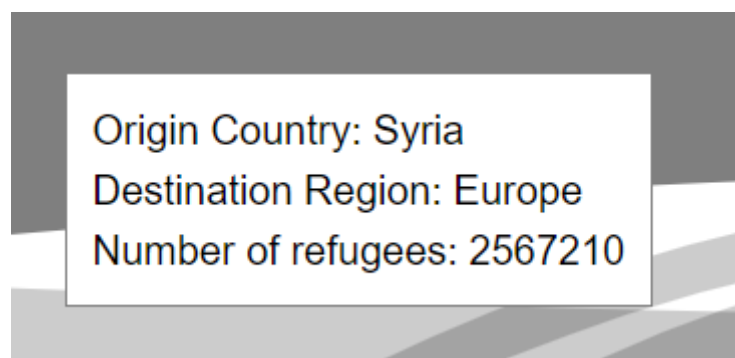 Origin Country: Syria
Destination Region: Europe
Number of refugees: 2567210